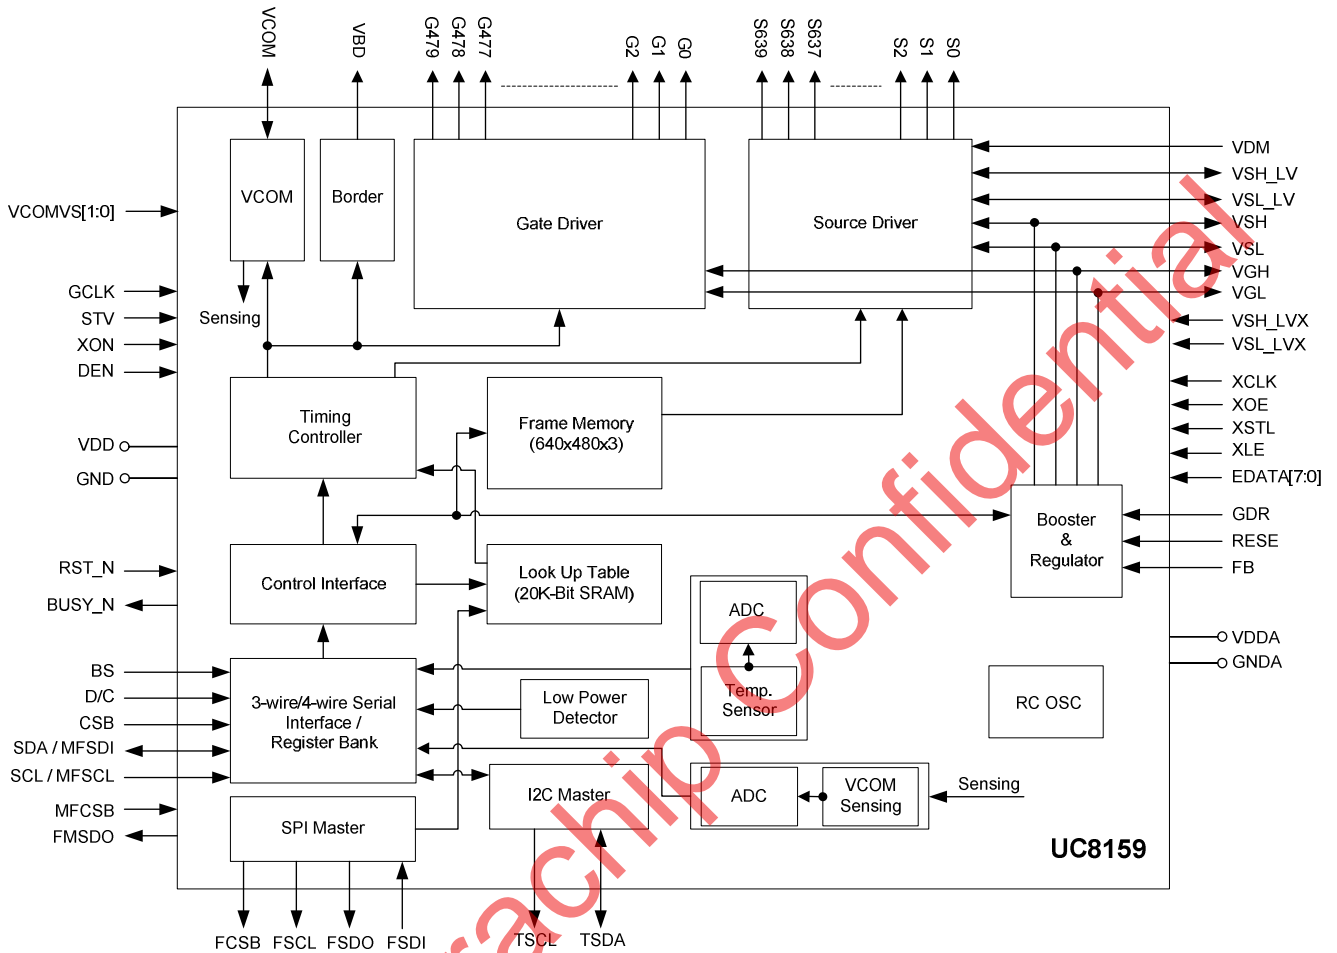 VCOM
VBD
G479
G478
G477
G2
G1
G0
S639
S638
S637
S2
S1
S0
VCOM
Border
Gate Driver
Source Driver
VDM
VSH_LV
VSL_LV
VSH
VSL
VGH
VGL
VSH_LVX
VSL_LVX
XCLK
XOE
XSTL
XLE
EDATA[7:0]
GDR
RESE
FB
VDDA
GNDA
VCOMVS[1:0]
GCLK
STV
XON
DEN
VDD
GND
RST_N
BUSY_N
BS
D/C
CSB
SDA / MFSDI
SCL / MFSCL
MFCSB
FMSDO
Sensing
Timing
Controller
Frame Memory
(640x480x3)
Booster
&
Regulator
Control Interface
Look Up Table
(20K-Bit SRAM)
ADC
Temp.
Sensor
3-wire/4-wire Serial
Interface /
Register Bank
Low Power
Detector
RC OSC
I2C Master
ADC
VCOM
Sensing
Sensing
SPI Master
UC8159
FCSB
FSCL
FSDO
FSDI
TSCL
TSDA
rachip Confidential